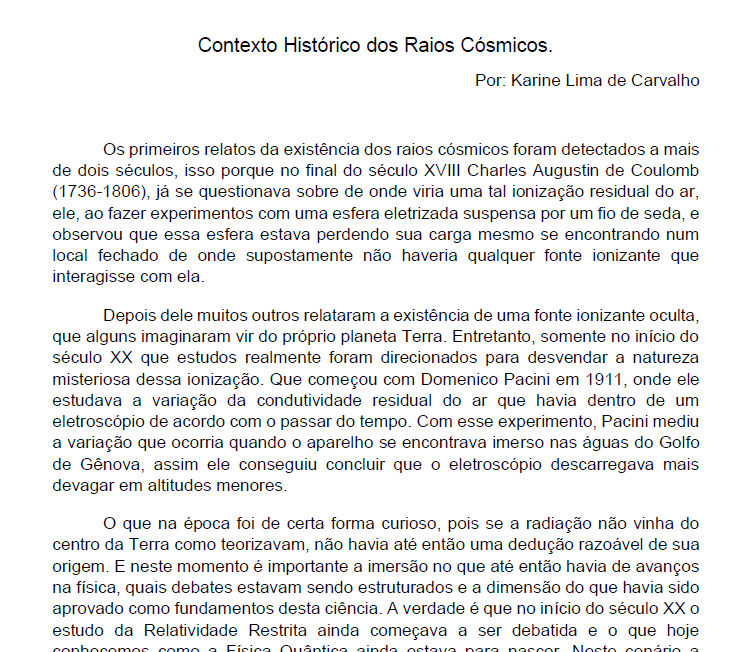 Contexto Histórico dos Raios Cósmicos.
Por: Karine Lima de Carvalho
Os primeiros relatos da existência dos raios cósmicos foram detectados a mais
de dois séculos, isso porque no final do século XVIII Charles Augustin de Coulomb
(1736-1806), já se questionava sobre de onde viria uma tal ionização residual do ar,
ele, ao fazer experimentos com uma esfera eletrizada suspensa por um fio de seda, e
observou que essa esfera estava perdendo sua carga mesmo se encontrando num
local fechado de onde supostamente não haveria qualquer fonte ionizante que
interagisse com ela.
Depois dele muitos outros relataram a existência de uma fonte ionizante oculta,
que alguns imaginaram vir do próprio planeta Terra. Entretanto, somente no início do
século XX que estudos realmente foram direcionados para desvendar a natureza
misteriosa dessa ionização. Que começou com Domenico Pacini em 1911, onde ele
estudava a variação da condutividade residual do ar que havia dentro de um
eletroscópio de acordo com o passar do tempo. Com esse experimento, Pacini mediu
a variação que ocorria quando o aparelho se encontrava imerso nas águas do Golfo
de Gênova, assim ele conseguiu concluir que o eletroscópio descarregava mais
devagar em altitudes menores.
O que na época foi de certa forma curioso, pois se a radiação não vinha do
centro da Terra como teorizavam, não havia até então uma dedução razoável de sua
origem. E neste momento é importante a imersão no que até então havia de avanços
na física, quais debates estavam sendo estruturados e a dimensão do que havia sido
aprovado como fundamentos desta ciência. A verdade é que no início do século XX o
estudo da Relatividade Restrita ainda começava a ser debatida e o que hoje
conhecemos como a Física Quântica ainda estava para nascer. Neste cenário a